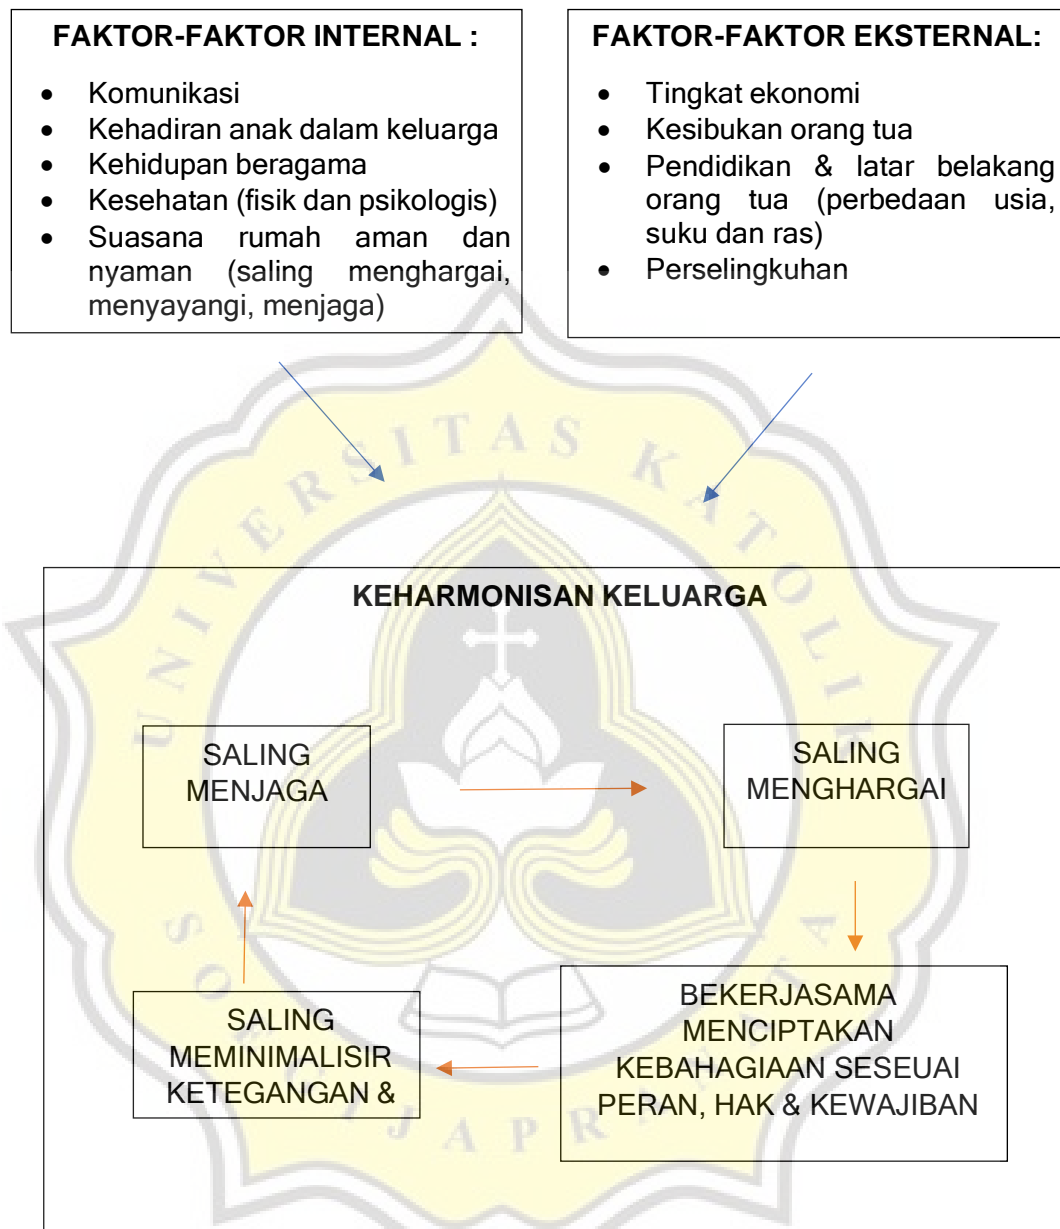 FAKTOR-FAKTOR INTERNAL :
• Komunikasi
• Kehadiran anak dalam keluarga
• Kehidupan beragama
• Kesehatan (fisik dan psikologis)
• Suasana rumah aman dan
nyaman (saling menghargai,
menyayangi, menjaga)
FAKTOR-FAKTOR EKSTERNAL:
• Tingkat ekonomi
• Kesibukan orang tua
• Pendidikan & latar belakang
orang tua (perbedaan usia,
suku dan ras)
• Perselingkuhan
KEHARMONISAN KELUARGA
SALING
MENJAGA
SALING
MENGHARGAI
SALING
MEMINIMALISIR
KETEGANGAN &
BEKERJASAMA
MENCIPTAKAN
KEBAHAGIAAN SESEUAI
PERAN, HAK & KEWAJIBAN
UNIVERSITAS KATOLIK
SOEGIJAPRANATA